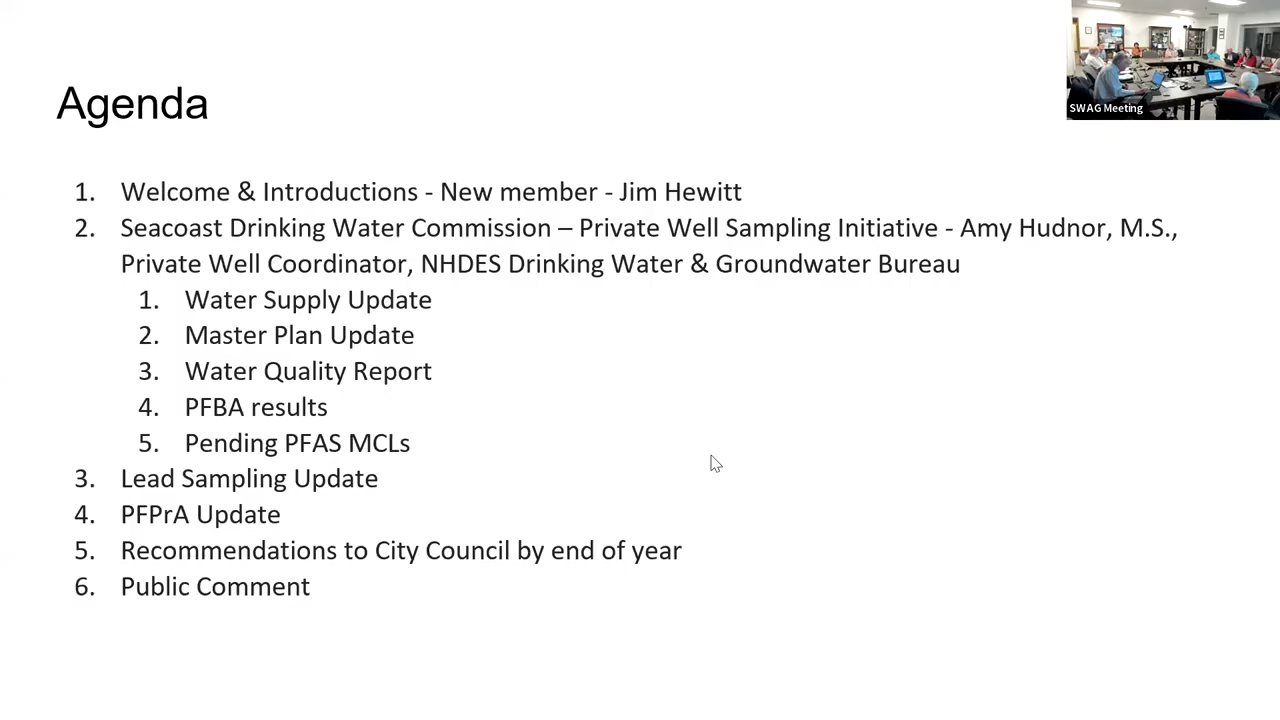 SWAG Meeting
Agenda
1. Welcome & Introductions - New member - Jim Hewitt
2. Seacoast Drinking Water Commission – Private Well Sampling Initiative - Amy Hudnor, M.S.,
Private Well Coordinator, NHDES Drinking Water & Groundwater Bureau
1. Water Supply Update
2. Master Plan Update
3. Water Quality Report
4. PFBA results
5. Pending PFAS MCLs
3. Lead Sampling Update
4. PFPrA Update
5. Recommendations to City Council by end of year
6. Public Comment